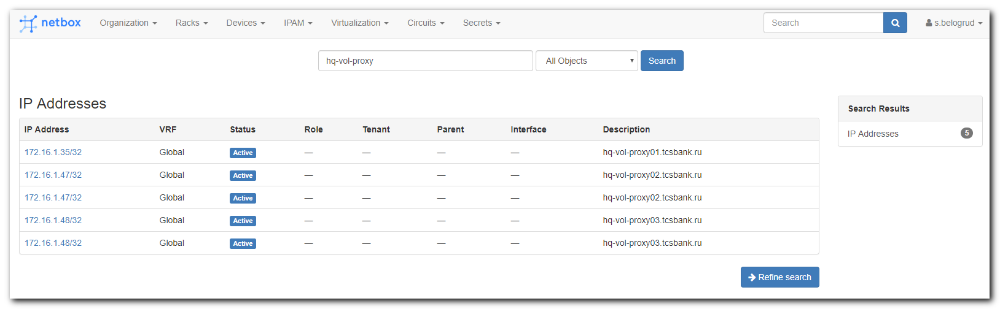 netbox Organization Racks Devices IPAM Virtualization Circuits Secrets Search s.belogrud
hq-vol-proxy All Objects Search
IP Addresses
IP Address VRF Status Role Tenant Parent Interface Description
172.16.1.35/32 Global Active — — — — hq-vol-proxy01.tcsbank.ru
172.16.1.47/32 Global Active — — — — hq-vol-proxy02.tcsbank.ru
172.16.1.47/32 Global Active — — — — hq-vol-proxy02.tcsbank.ru
172.16.1.48/32 Global Active — — — — hq-vol-proxy03.tcsbank.ru
172.16.1.48/32 Global Active — — — — hq-vol-proxy03.tcsbank.ru
Refine search
Search Results
IP Addresses 5